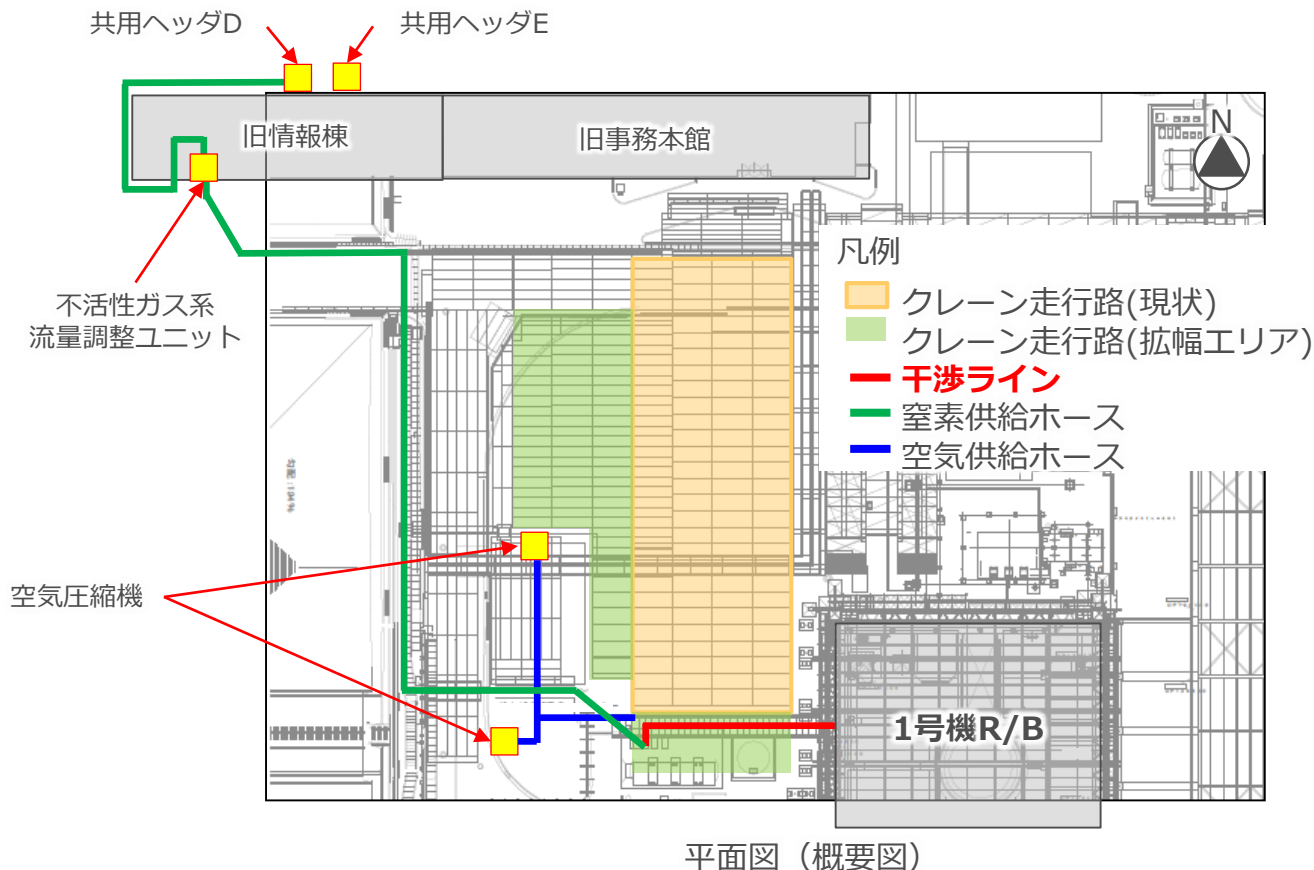 共用ヘッダD
共用ヘッダE
旧情報棟
旧事務本館
N
不活性ガス系
流量調整ユニット
凡例
クレーン走行路(現状)
クレーン走行路(拡幅エリア)
干渉ライン
窒素供給ホース
空気供給ホース
空気圧縮機
1号機R/B
平面図（概要図）